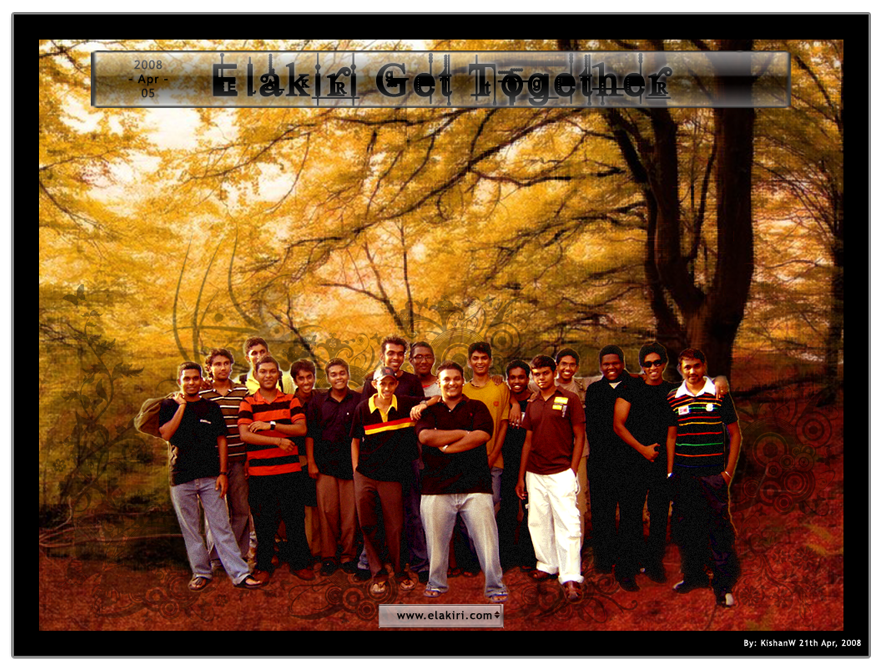 2008
- Apr -
05
Elakiri Get Together
www.elakiri.com
By: KishanW 21th Apr, 2008